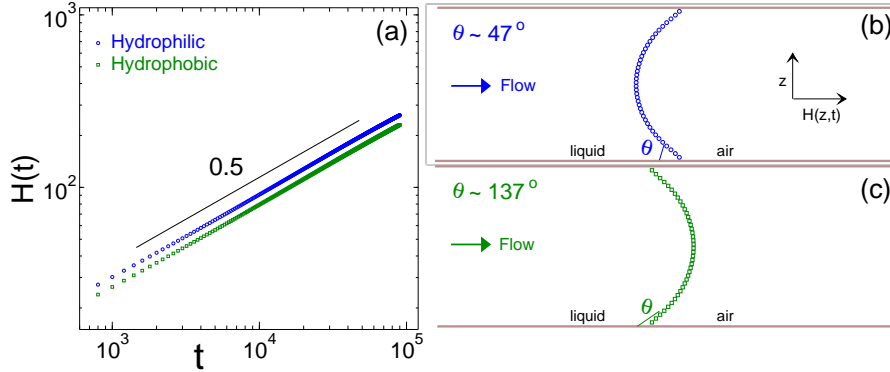 (a)
Hydrophilic
Hydrophobic
0.5
H(t)
10³
10²
10³
10⁴
10⁵
t
(b)
θ ~ 47°
Flow
z
H(z,t)
θ
liquid
air
(c)
θ ~ 137°
Flow
θ
liquid
air